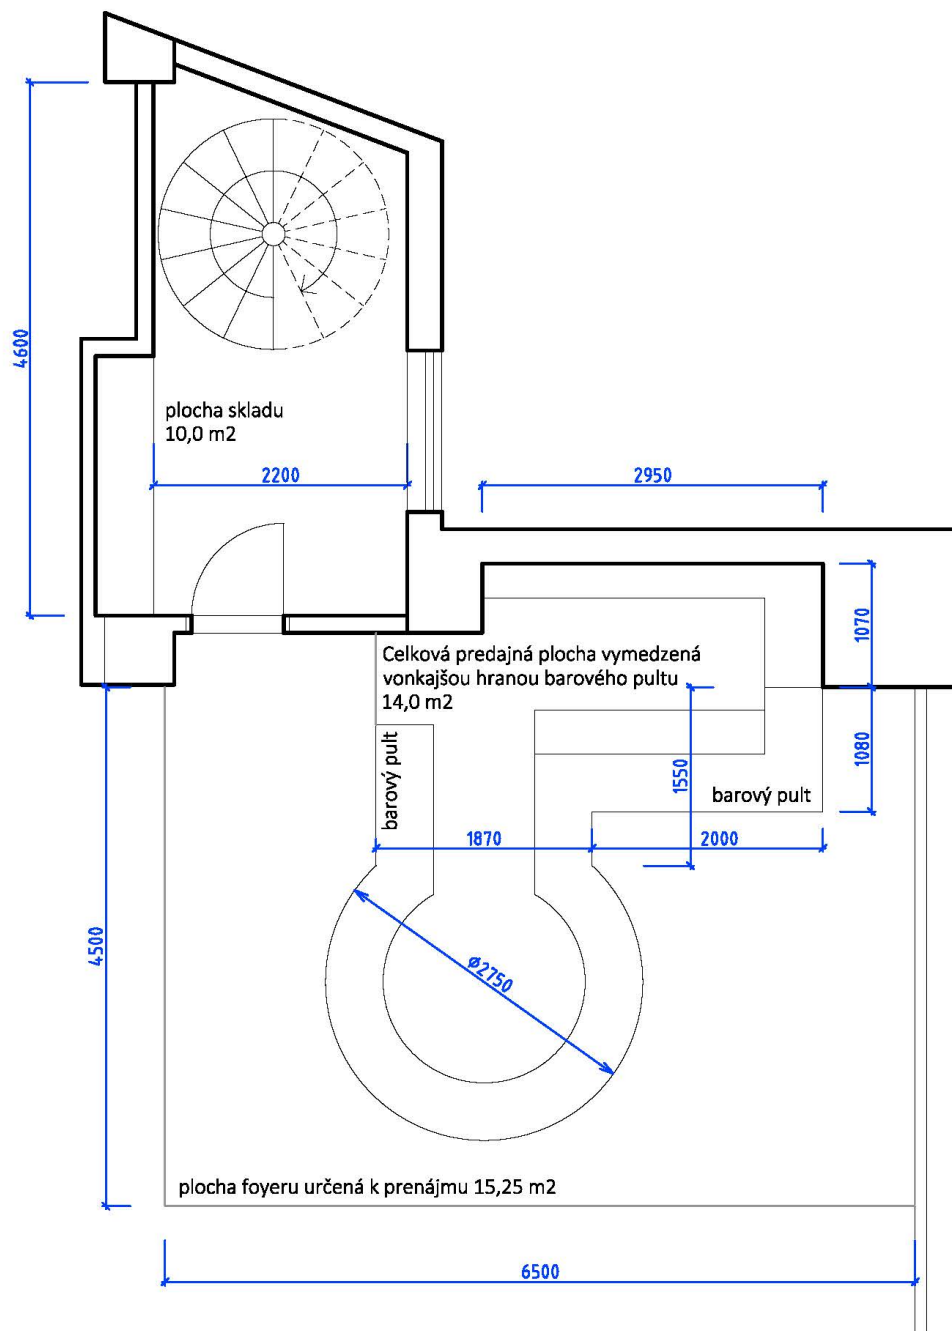 4600
plocha skladu
10,0 m2
2200
2950
1070
Celková predajná plocha vymedzená
vonkajšou hranou barového pultu
14,0 m2
barový pult
1550
1080
barový pult
1870
2000
4500
ø2750
plocha foyeru určená k prenájmu 15,25 m2
6500